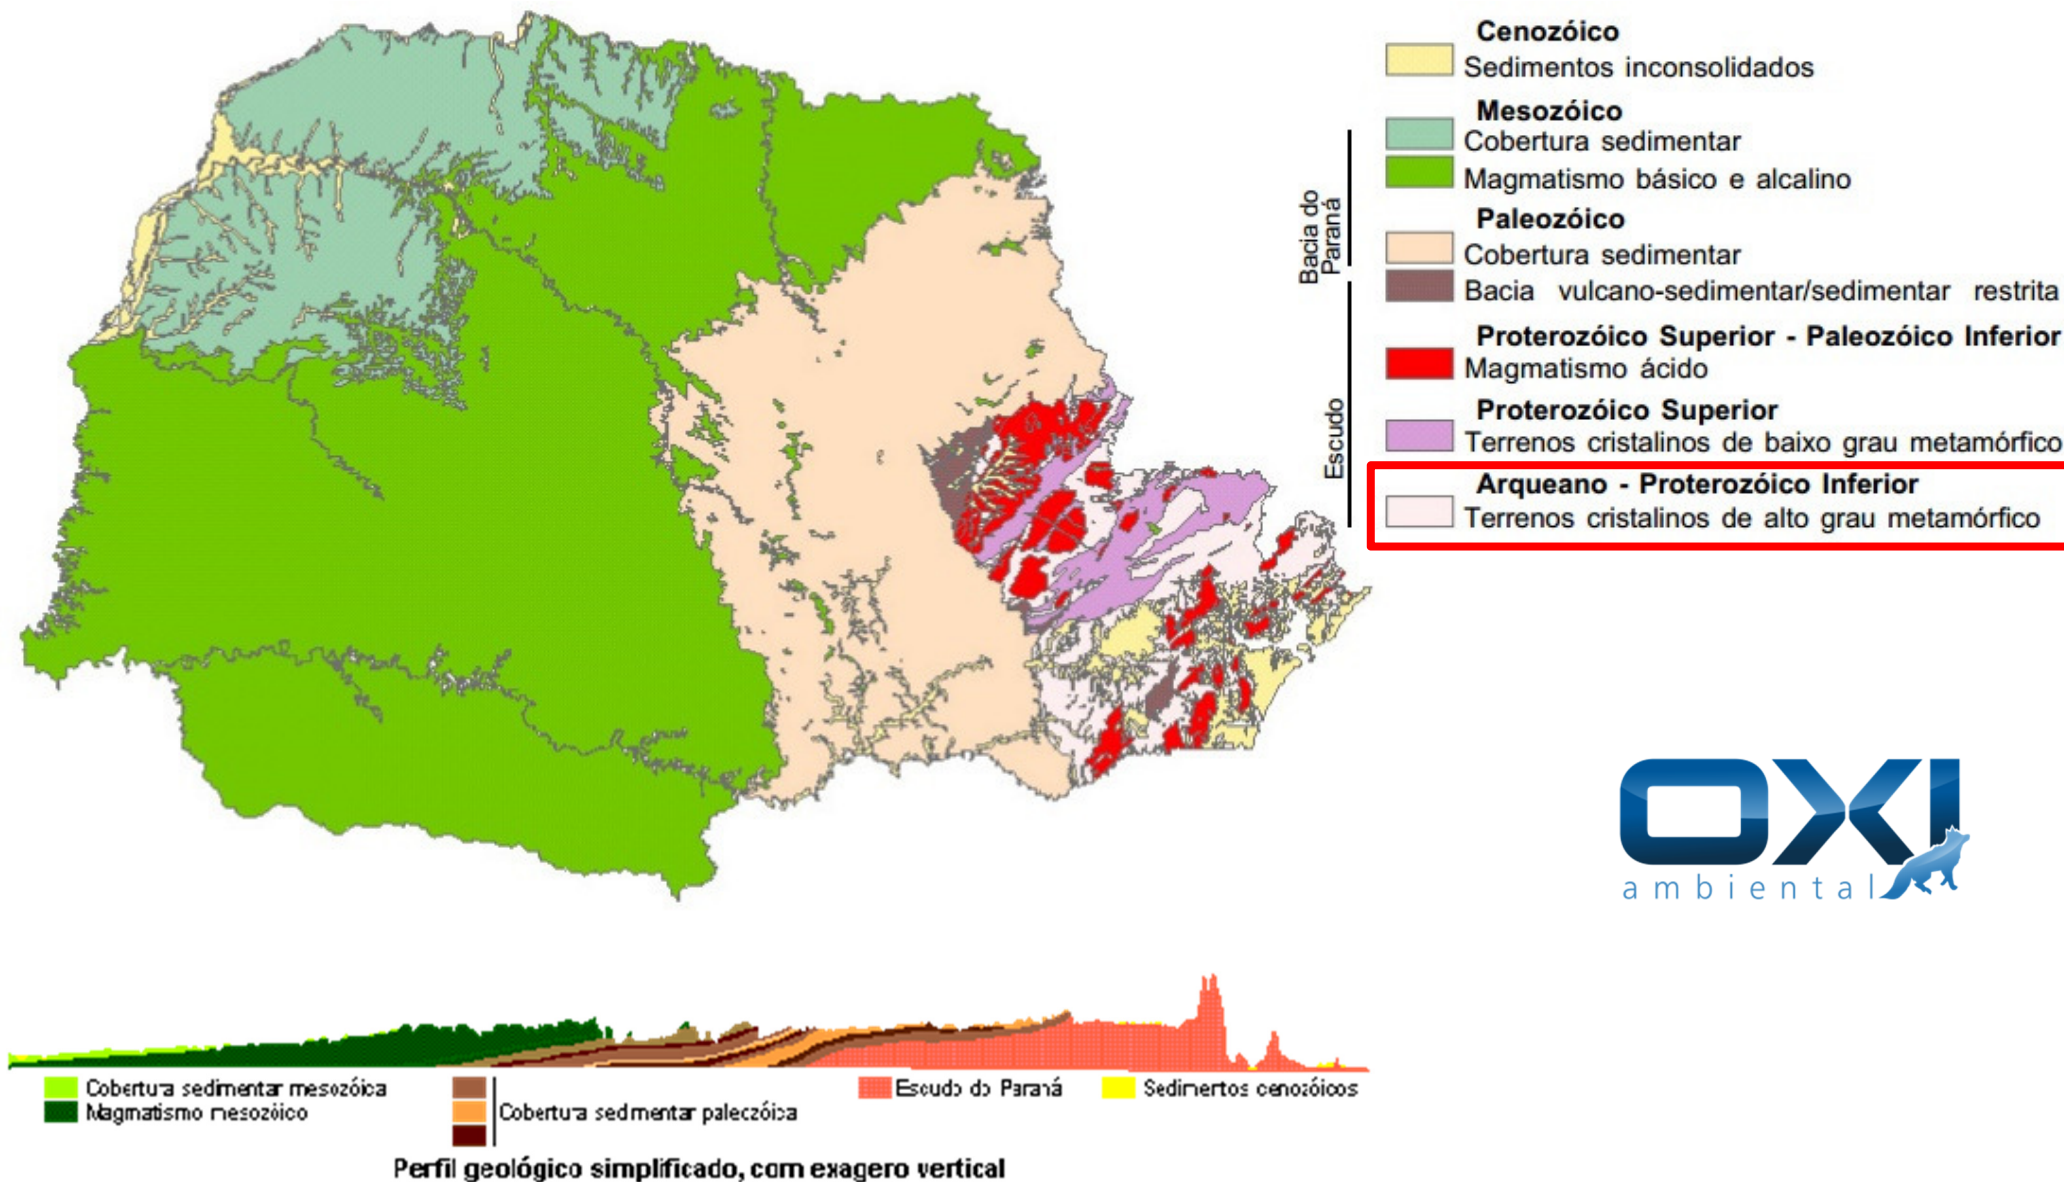 Cenozóico
Sedimentos inconsolidados
Mesozóico
Cobertura sedimentar
Magmatismo básico e alcalino
Paleozóico
Cobertura sedimentar
Bacia vulcano-sedimentar/sedimentar restrita
Proterozóico Superior - Paleozóico Inferior
Magmatismo ácido
Proterozóico Superior
Terrenos cristalinos de baixo grau metamórfico
Arqueano - Proterozóico Inferior
Terrenos cristalinos de alto grau metamórfico
Bacia do
Paraná
Escudo
OXI
ambiental
Cobertura sedimentar mesozóica
Magmatismo mesozóico
Cobertura sedimentar paleozóica
Escudo do Paraná
Sedimertos cenozóicos
Perfil geológico simplificado, com exagero vertical